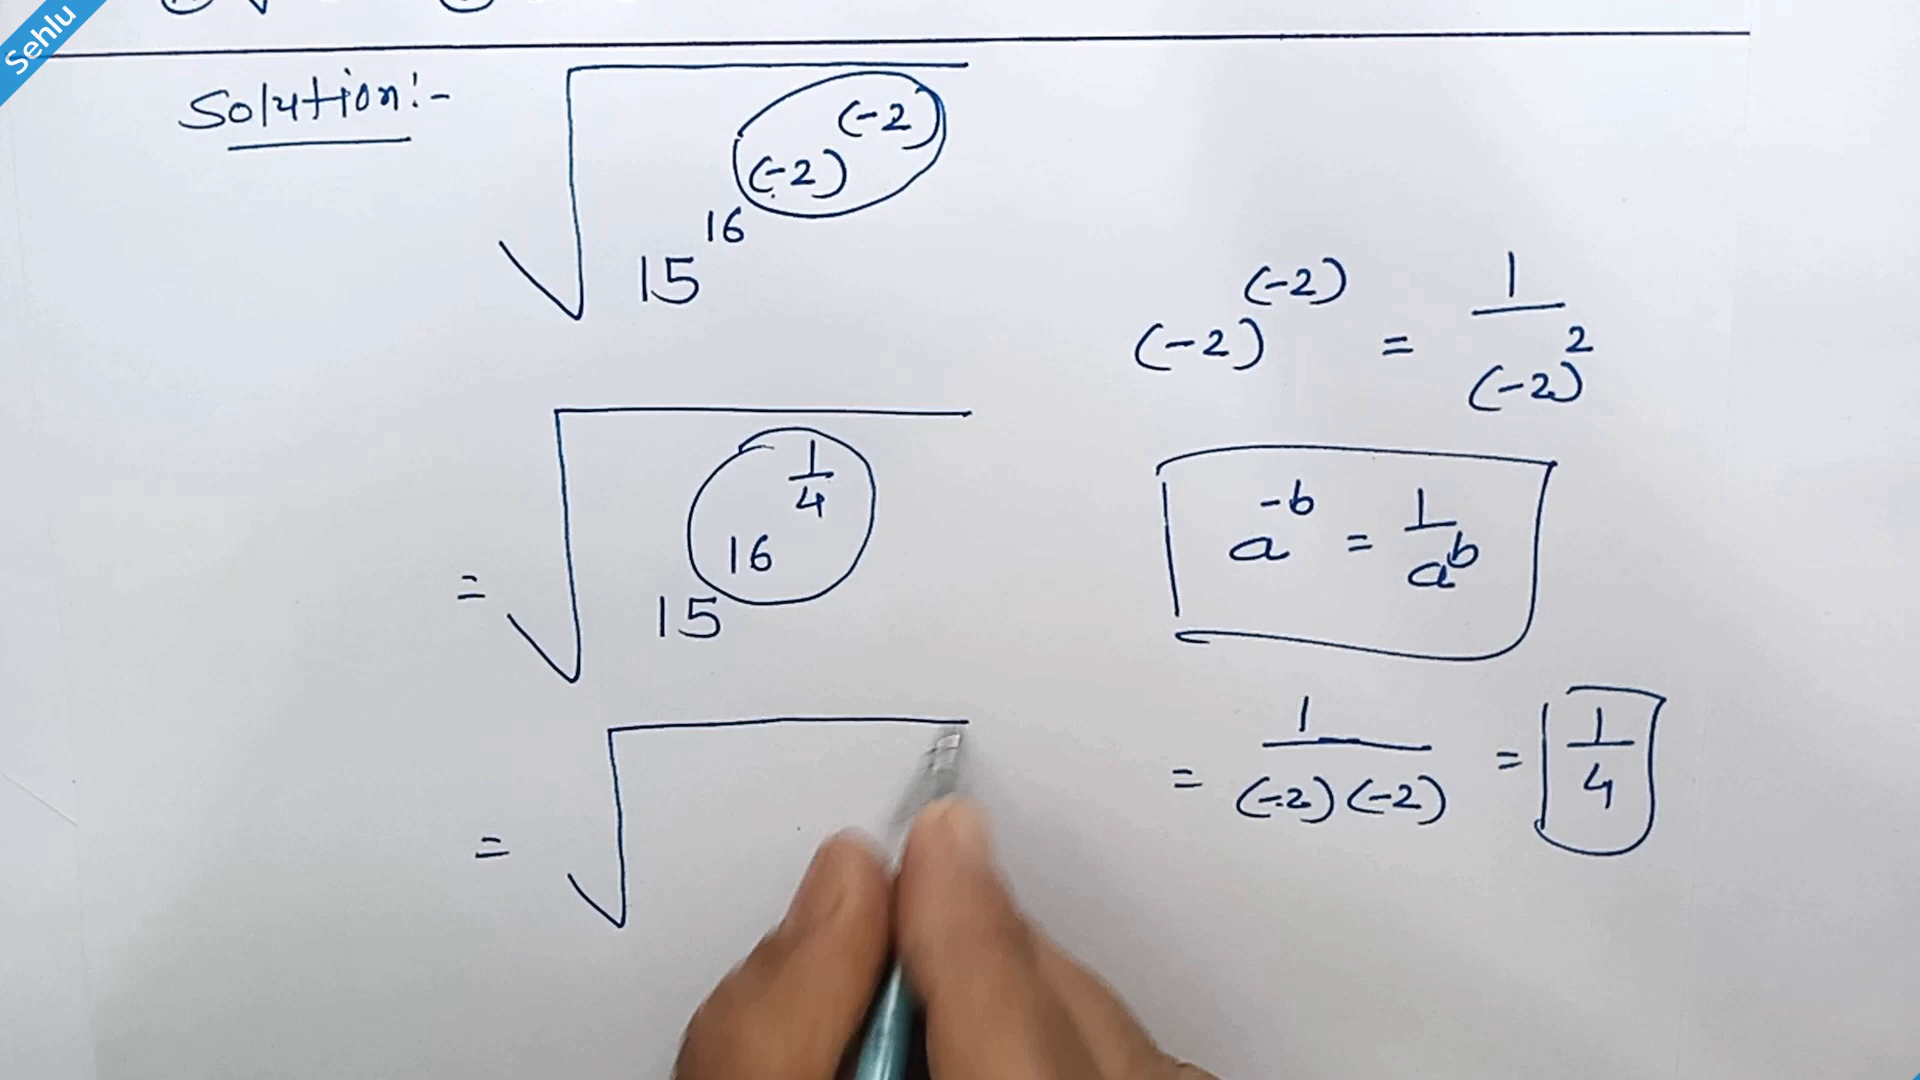 Sehlu
Solution:-
√15^16^(-2)^(-2)
= √15^16^1/4
= √
(-2)^(-2) = 1/(-2)^2
a^-b = 1/a^b
= 1/(-2)(-2) = 1/4